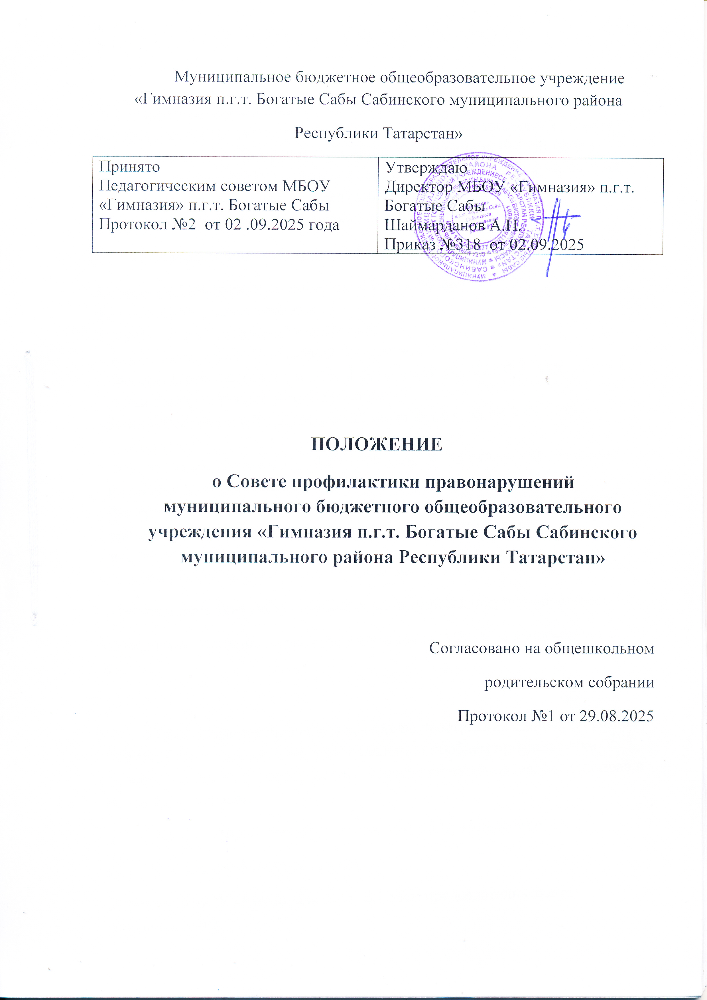 Муниципальное бюджетное общеобразовательное учреждение
«Гимназия п.г.т. Богатые Сабы Сабинского муниципального района
Республики Татарстан»
Принято
Педагогическим советом МБОУ
«Гимназия» п.г.т. Богатые Сабы
Протокол №2 от 02 .09.2025 года
Утверждаю
Директор МБОУ «Гимназия» п.г.т.
Богатые Сабы
Шаймарданов А.Н.
Приказ №318 от 02.09.2025
ПОЛОЖЕНИЕ
о Совете профилактики правонарушений
муниципального бюджетного общеобразовательного
учреждения «Гимназия п.г.т. Богатые Сабы Сабинского
муниципального района Республики Татарстан»
Согласовано на общешкольном
родительском собрании
Протокол №1 от 29.08.2025